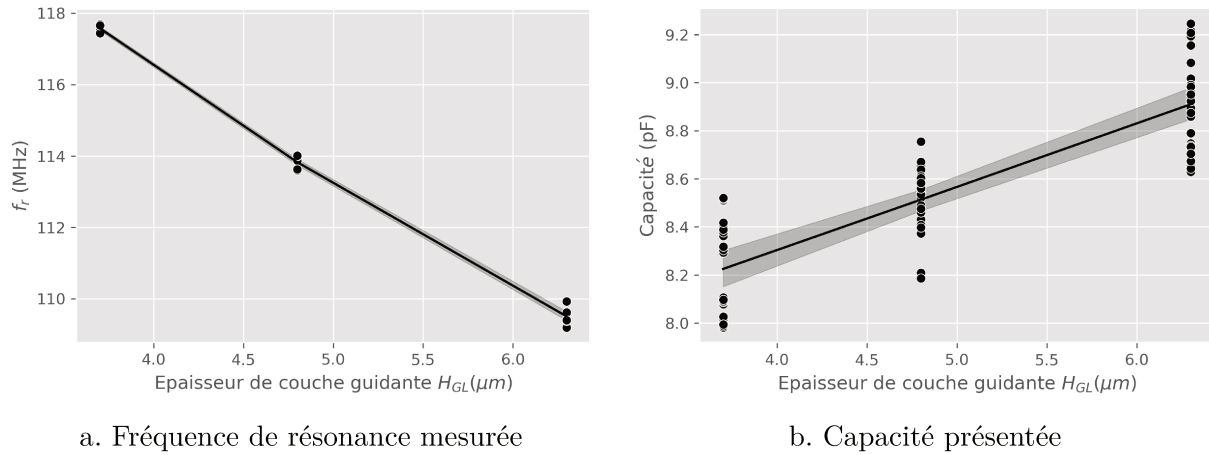 118
116
114
112
110
f_r (MHz)
4.0 4.5 5.0 5.5 6.0
Epaisseur de couche guidante H_GL(μm)
a. Fréquence de résonance mesurée
9.2
9.0
8.8
8.6
8.4
8.2
8.0
Capacité (pF)
4.0 4.5 5.0 5.5 6.0
Epaisseur de couche guidante H_GL(μm)
b. Capacité présentée